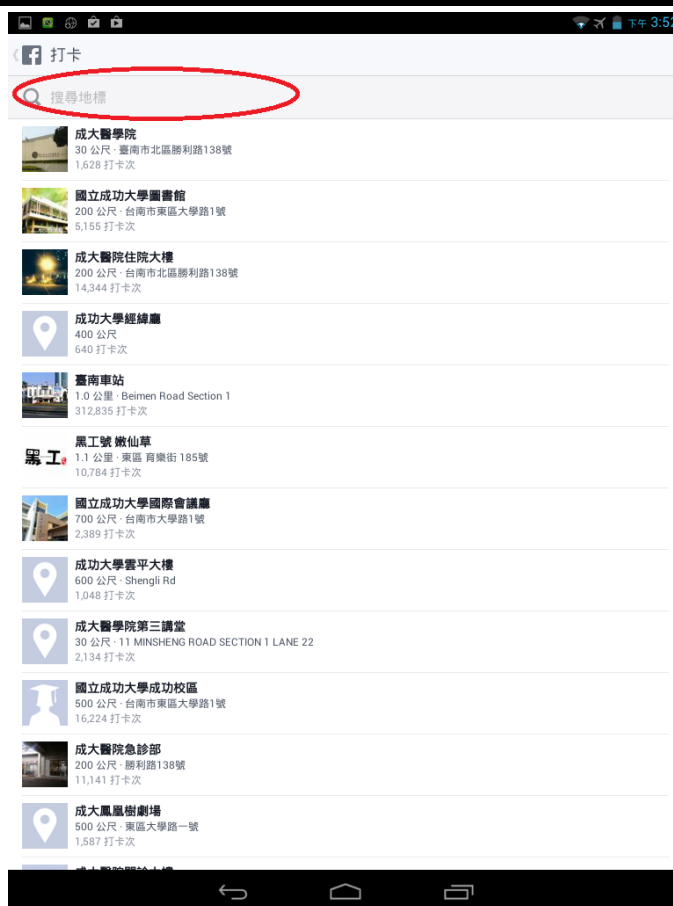 下午 3:52
打卡
搜尋地標
成大醫學院
30 公尺 · 臺南市北區勝利路138號
1,628 打卡次
國立成功大學圖書館
200 公尺 · 台南市東區大學路1號
5,155 打卡次
成大醫院住院大樓
200 公尺 · 台南市北區勝利路138號
14,344 打卡次
成功大學經緯廳
400 公尺
640 打卡次
臺南車站
1.0 公里 · Beimen Road Section 1
312,835 打卡次
黑工
黑工號 嫩仙草
1.1 公里 · 東區 育樂街 185號
10,784 打卡次
國立成功大學國際會議廳
700 公尺 · 台南市大學路1號
2,389 打卡次
成功大學雲平大樓
600 公尺 · Shengli Rd
1,048 打卡次
成大醫學院第三講堂
30 公尺 · 11 MINSHENG ROAD SECTION 1 LANE 22
2,134 打卡次
國立成功大學成功校區
500 公尺 · 台南市東區大學路1號
16,224 打卡次
成大醫院急診部
200 公尺 · 勝利路138號
11,141 打卡次
成大鳳凰樹劇場
500 公尺 · 東區大學路一號
1,587 打卡次